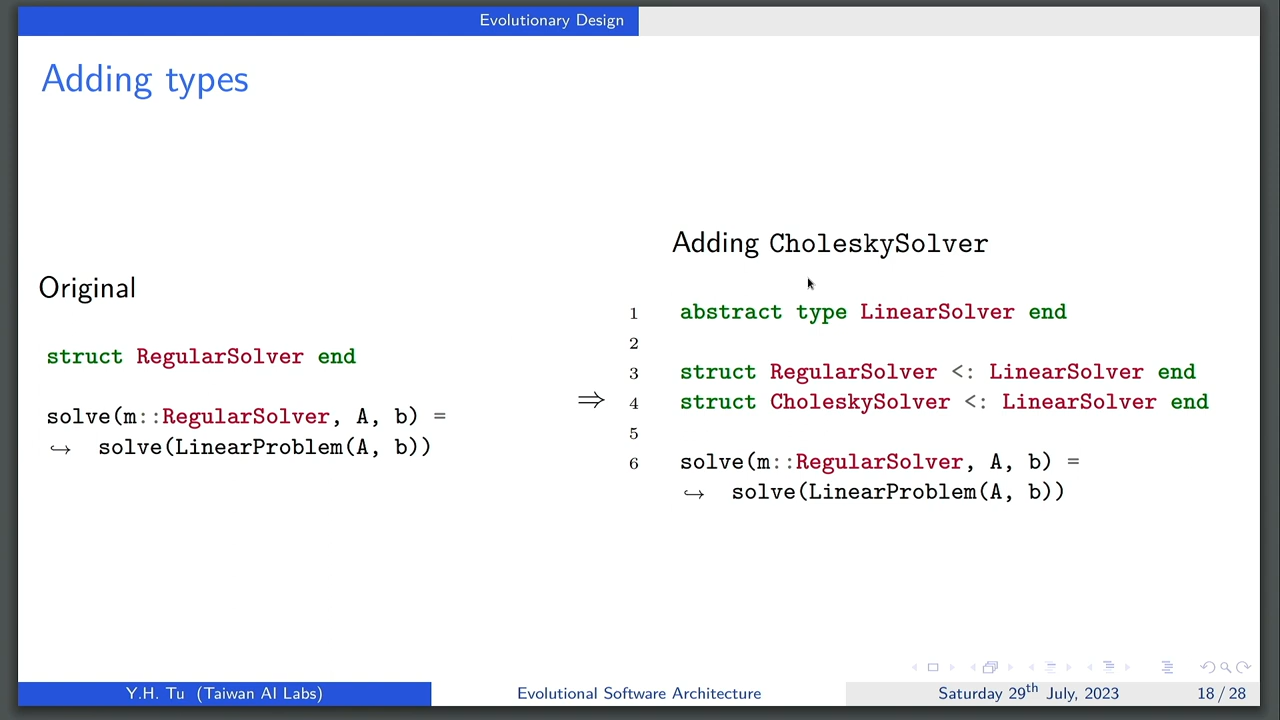 Evolutionary Design
Adding types
Original
struct RegularSolver end
solve(m::RegularSolver, A, b) =
↪ solve(LinearProblem(A, b))
⇒
Adding CholeskySolver
1 abstract type LinearSolver end
2
3 struct RegularSolver <: LinearSolver end
4 struct CholeskySolver <: LinearSolver end
5
6 solve(m::RegularSolver, A, b) =
↪ solve(LinearProblem(A, b))
Y.H. Tu (Taiwan AI Labs) Evolutional Software Architecture Saturday 29th July, 2023 18 / 28